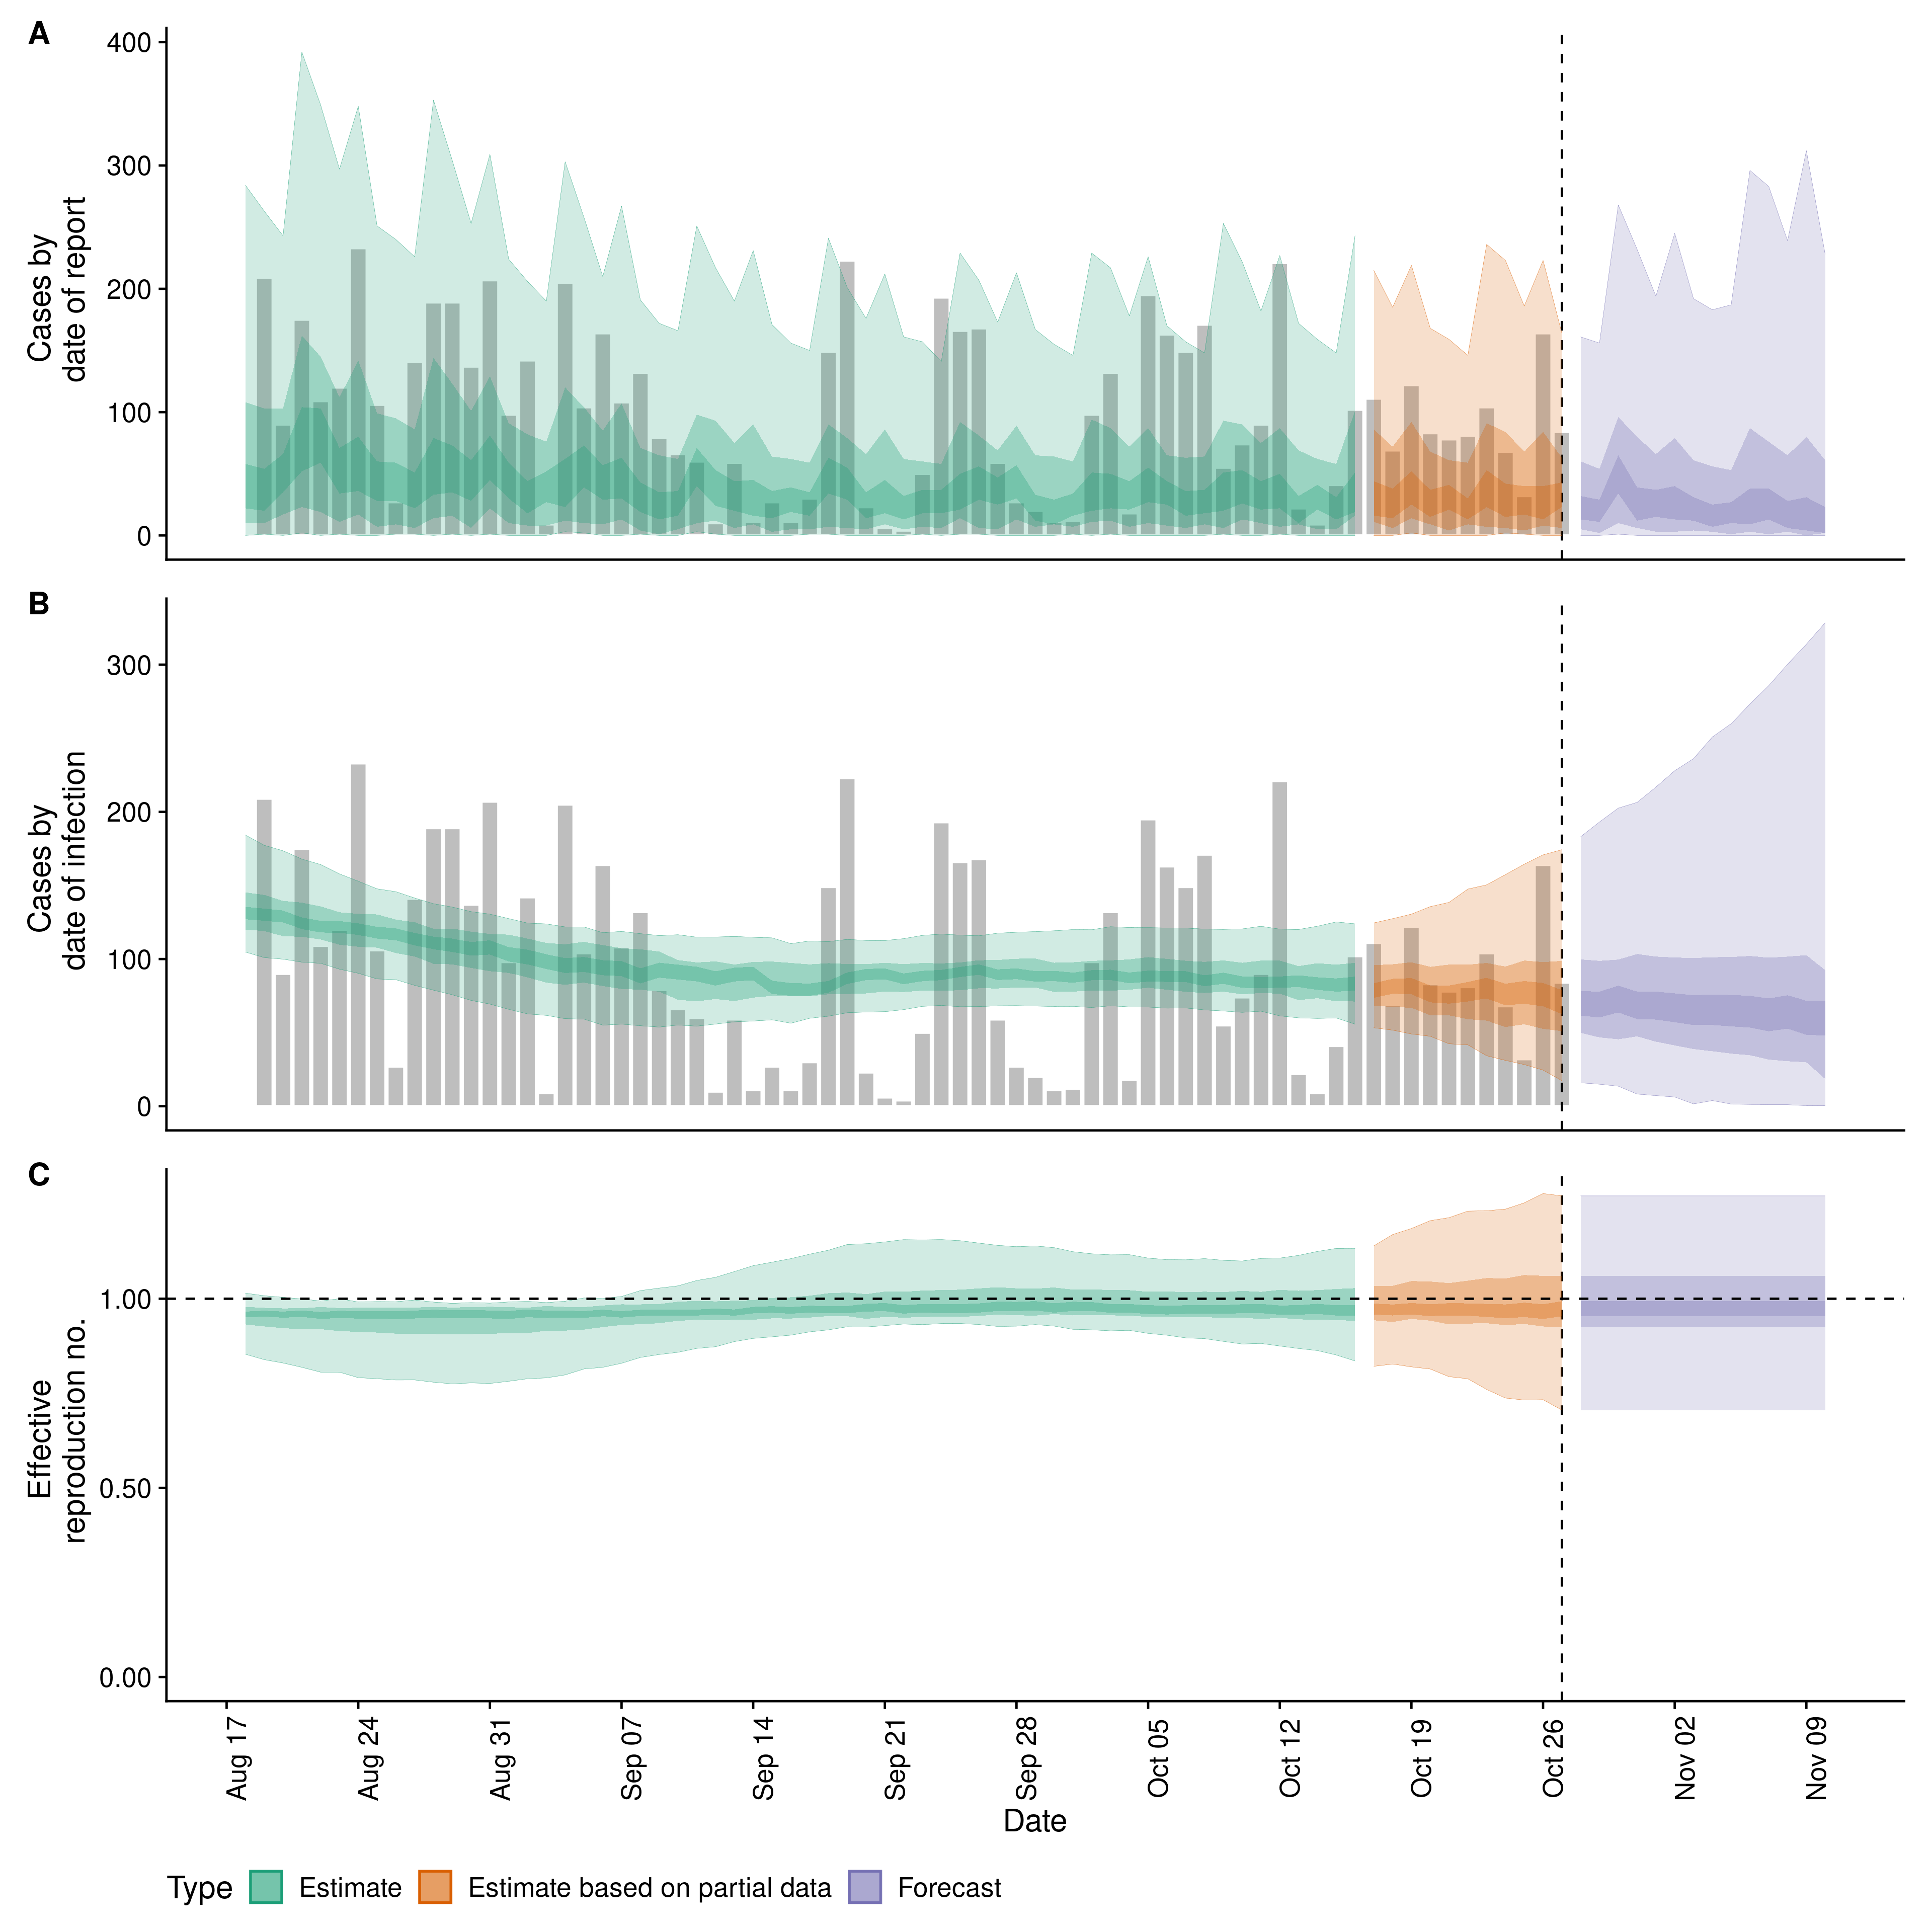 A
400
300
200
100
0
Cases by
date of report
B
300
200
100
0
Cases by
date of infection
C
1.00
0.50
0.00
Effective
reproduction no.
Aug 17
Aug 24
Aug 31
Sep 07
Sep 14
Sep 21
Sep 28
Oct 05
Oct 12
Oct 19
Oct 26
Nov 02
Nov 09
Date
Type Estimate Estimate based on partial data Forecast